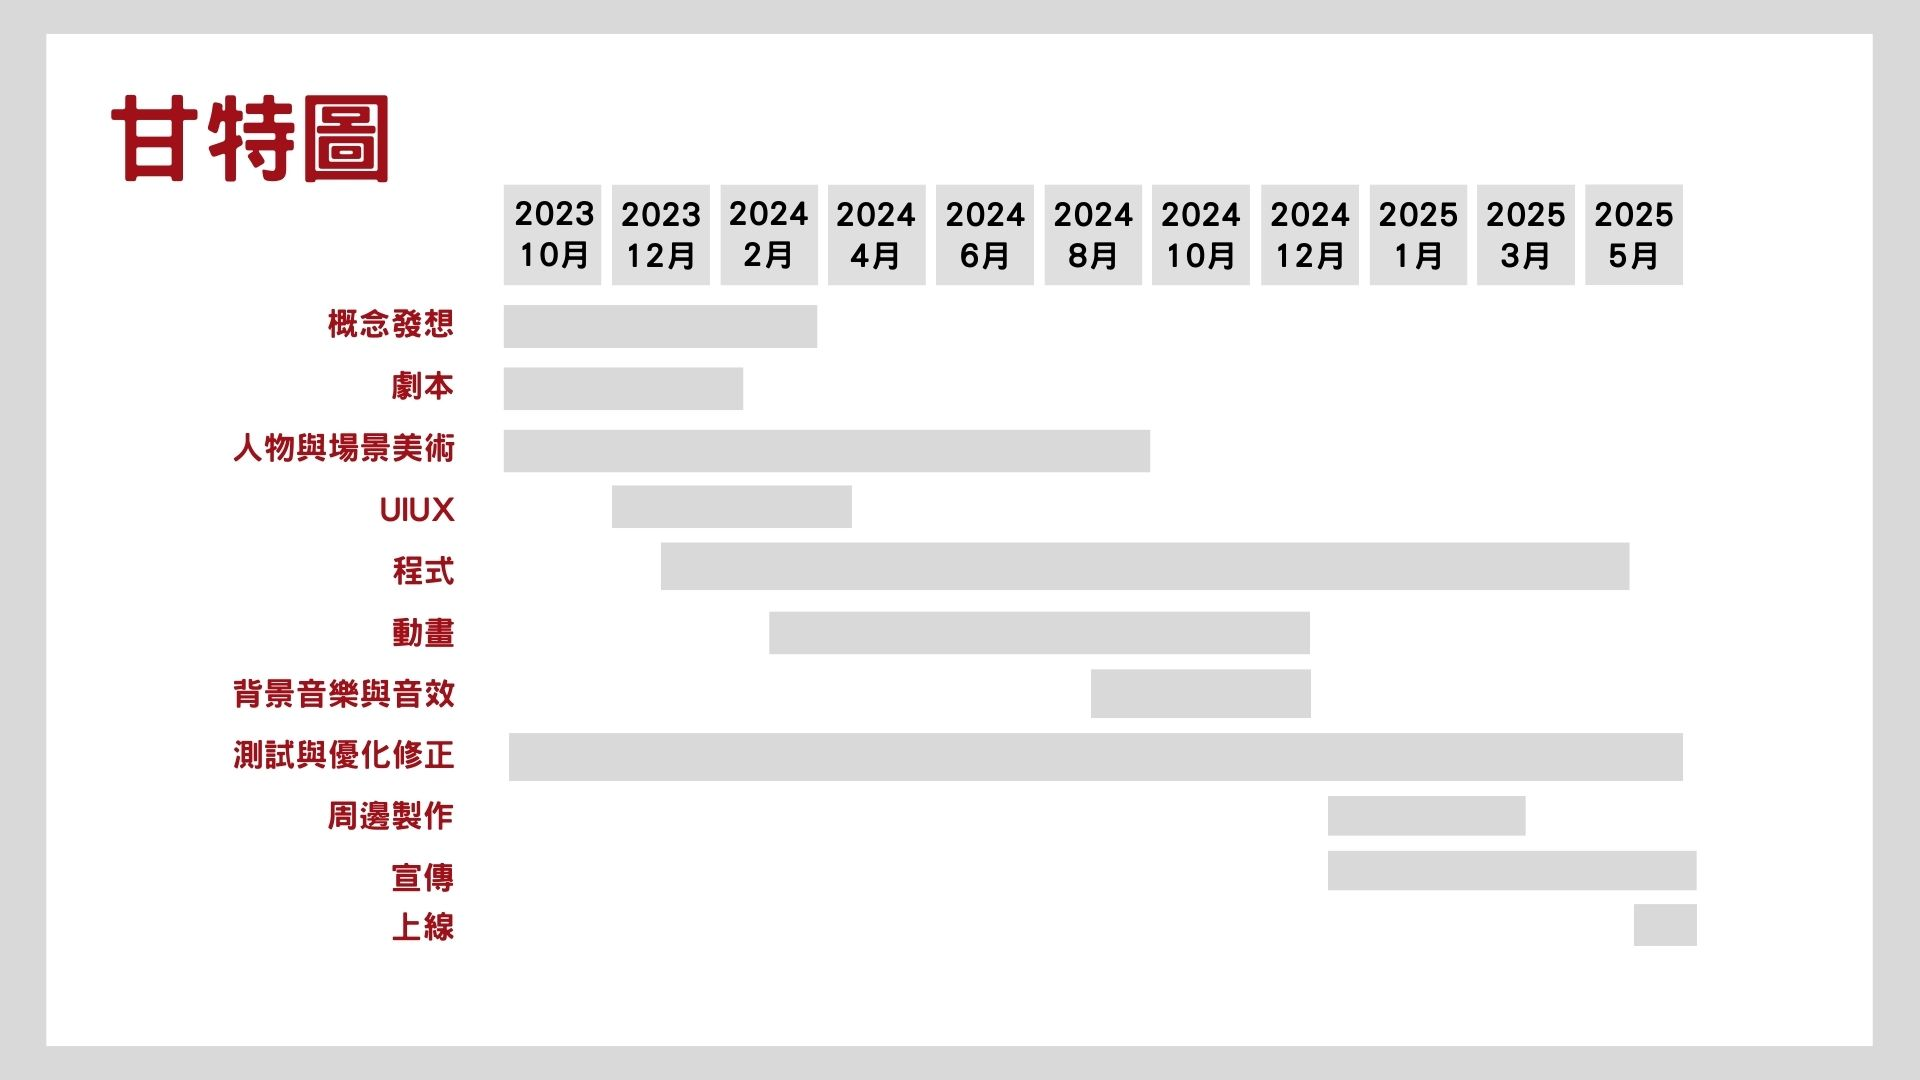 甘特圖
2023 2023 2024 2024 2024 2024 2024 2024 2025 2025 2025
10月 12月 2月 4月 6月 8月 10月 12月 1月 3月 5月
概念發想
劇本
人物與場景美術
UIUX
程式
動畫
背景音樂與音效
測試與優化修正
周邊製作
宣傳
上線